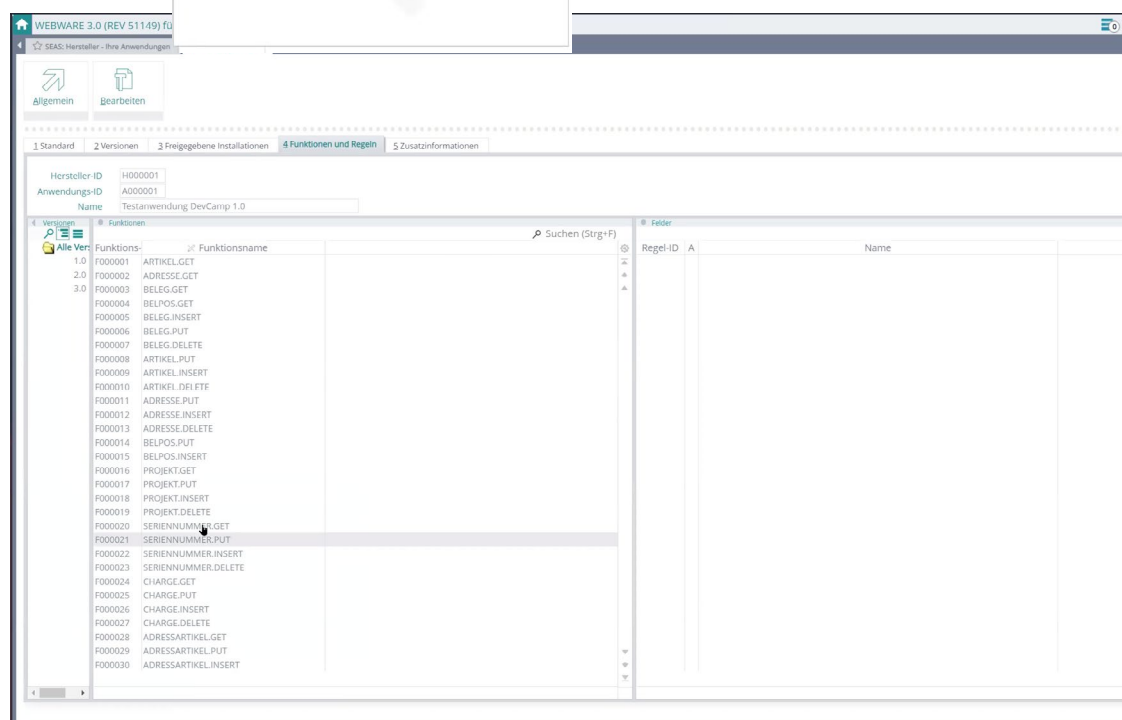 WEBWARE 3.0 (REV 51149) fü
0
SEAS: Hersteller - Ihre Anwendungen
Allgemein
Bearbeiten
1 Standard 2 Versionen 3 Freigegebene Installationen 4 Funktionen und Regeln 5 Zusatzinformationen
Hersteller-ID H000001
Anwendungs-ID A000001
Name Testanwendung DevCamp 1.0
Versionen Funktionen Felder
Suchen (Strg+F)
Alle Ver: Funktions- Funktionsname Regel-ID A Name
1.0 F000001 ARTIKEL.GET
2.0 F000002 ADRESSE.GET
3.0 F000003 BELEG.GET
F000004 BELPOS.GET
F000005 BELEG.INSERT
F000006 BELEG.PUT
F000007 BELEG.DELETE
F000008 ARTIKEL.PUT
F000009 ARTIKEL.INSERT
F000010 ARTIKEL.DELETE
F000011 ADRESSE.PUT
F000012 ADRESSE.INSERT
F000013 ADRESSE.DELETE
F000014 BELPOS.PUT
F000015 BELPOS.INSERT
F000016 PROJEKT.GET
F000017 PROJEKT.PUT
F000018 PROJEKT.INSERT
F000019 PROJEKT.DELETE
F000020 SERIENNUMMER.GET
F000021 SERIENNUMMER.PUT
F000022 SERIENNUMMER.INSERT
F000023 SERIENNUMMER.DELETE
F000024 CHARGE.GET
F000025 CHARGE.PUT
F000026 CHARGE.INSERT
F000027 CHARGE.DELETE
F000028 ADRESSARTIKEL.GET
F000029 ADRESSARTIKEL.PUT
F000030 ADRESSARTIKEL.INSERT